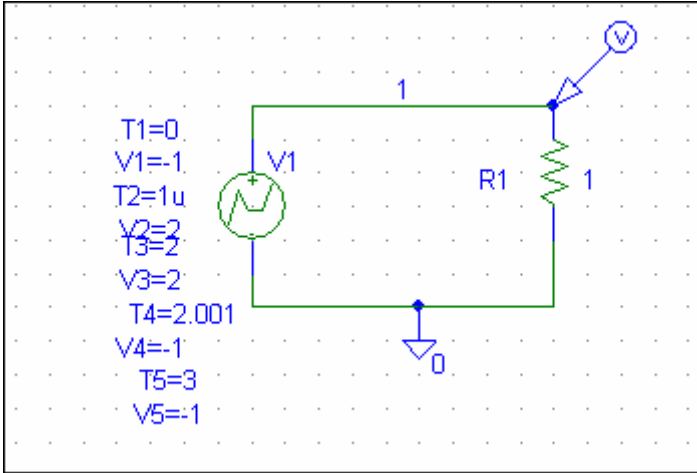 V
1
T1=0
V1=-1
V1
T2=1u
R1
1
V2=2
T3=2
V3=2
T4=2.001
V4=-1
0
T5=3
V5=-1